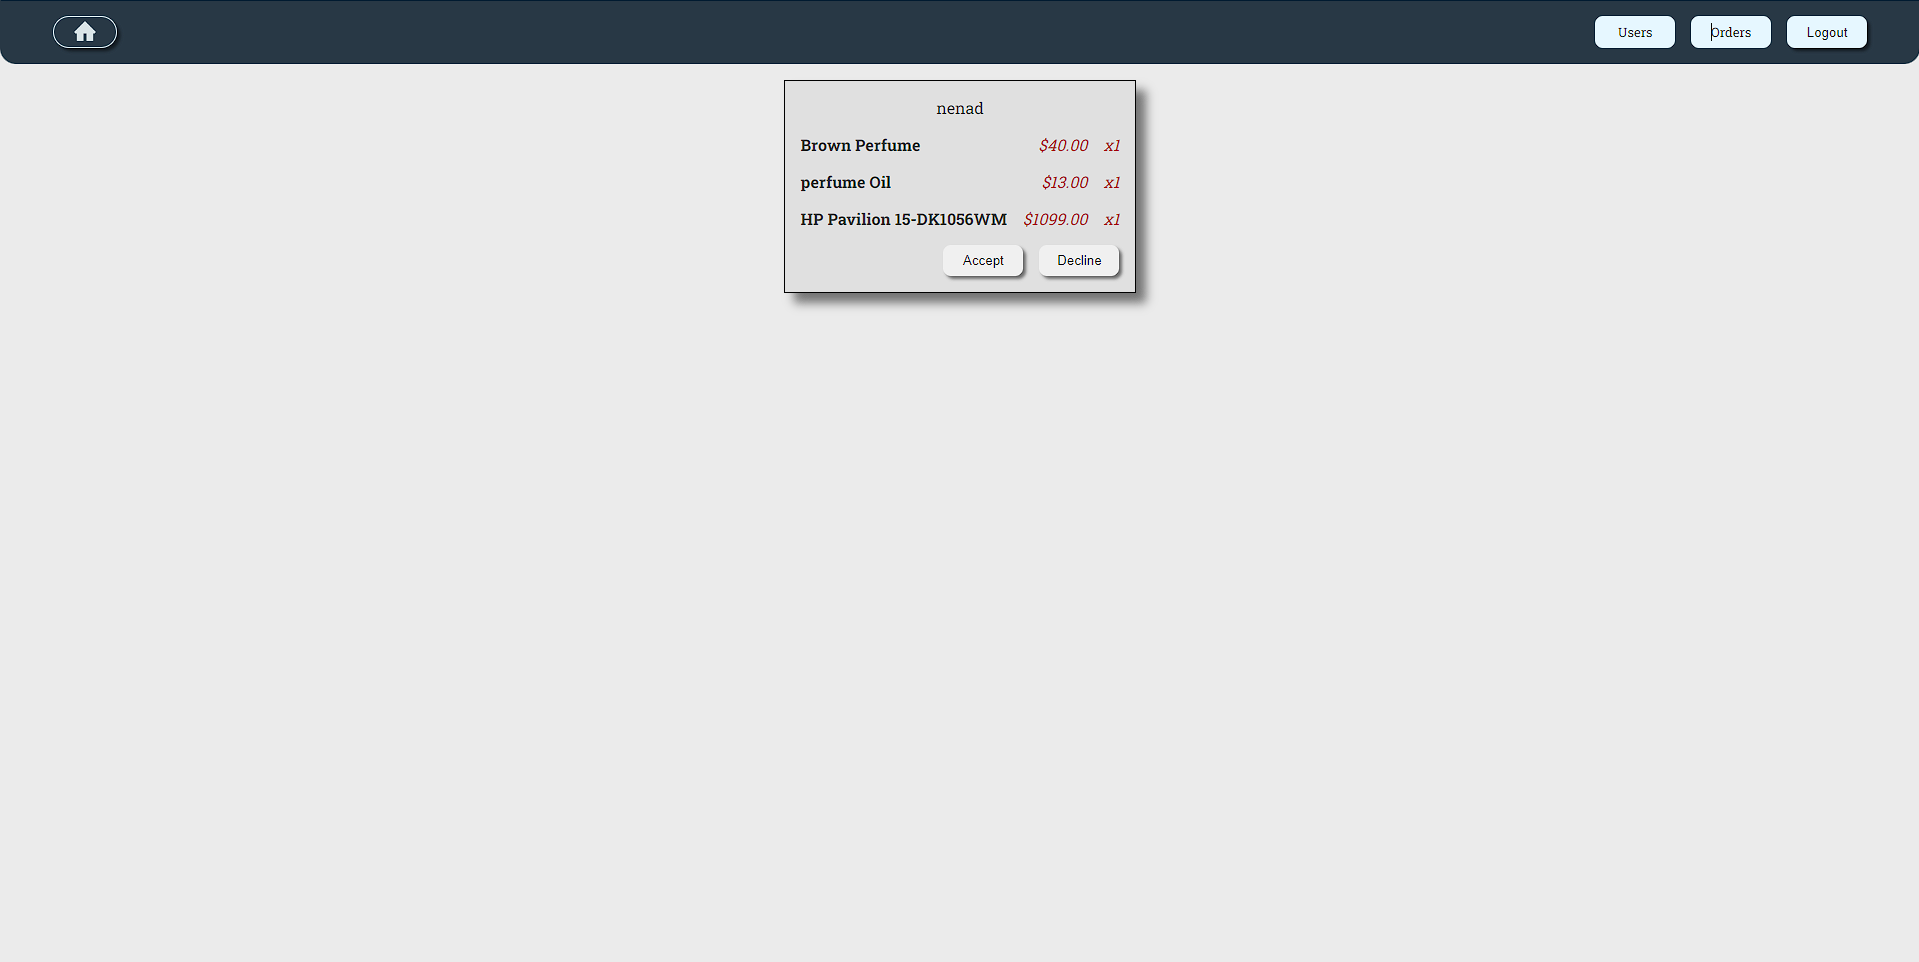 Users Orders Logout
nenad
Brown Perfume $40.00 x1
perfume Oil $13.00 x1
HP Pavilion 15-DK1056WM $1099.00 x1
Accept Decline